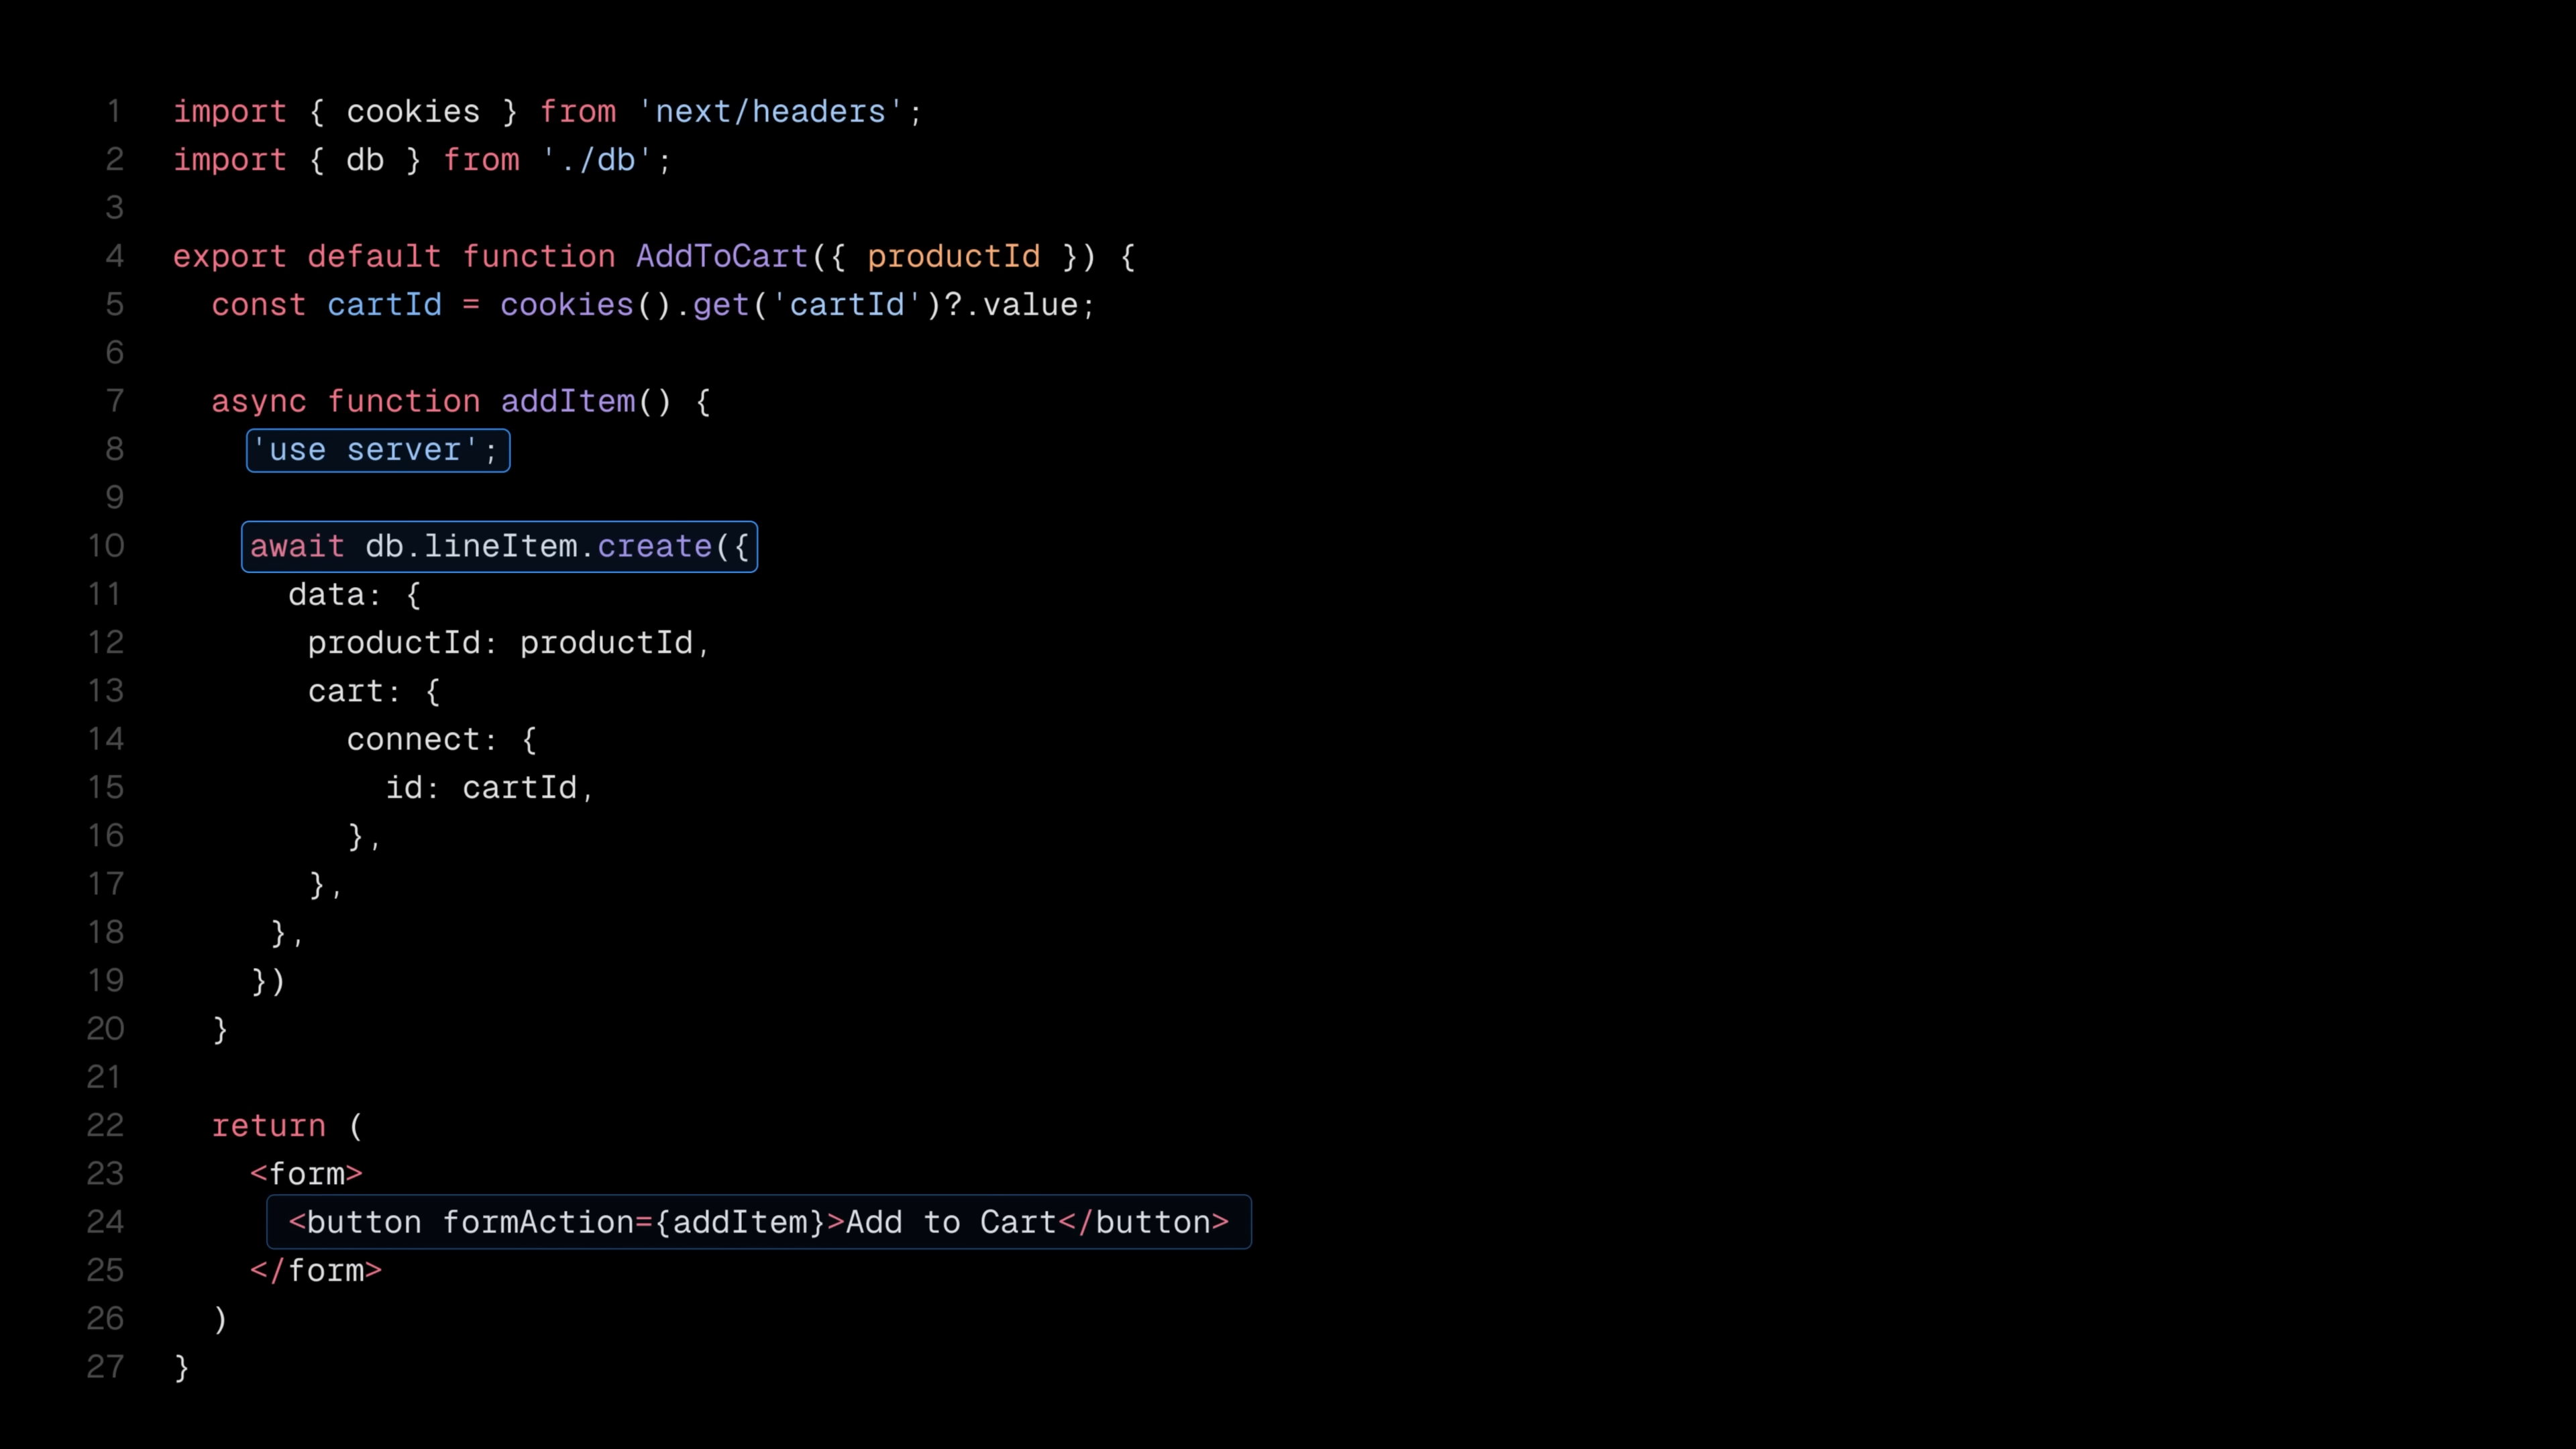 1 import { cookies } from 'next/headers';
2 import { db } from './db';
3
4 export default function AddToCart({ productId }) {
5   const cartId = cookies().get('cartId')?.value;
6
7   async function addItem() {
8     'use server';
9
10     await db.lineItem.create({
11       data: {
12        productId: productId,
13        cart: {
14          connect: {
15            id: cartId,
16          },
17        },
18      },
19     })
20   }
21
22   return (
23     <form>
24       <button formAction={addItem}>Add to Cart</button>
25     </form>
26   )
27 }